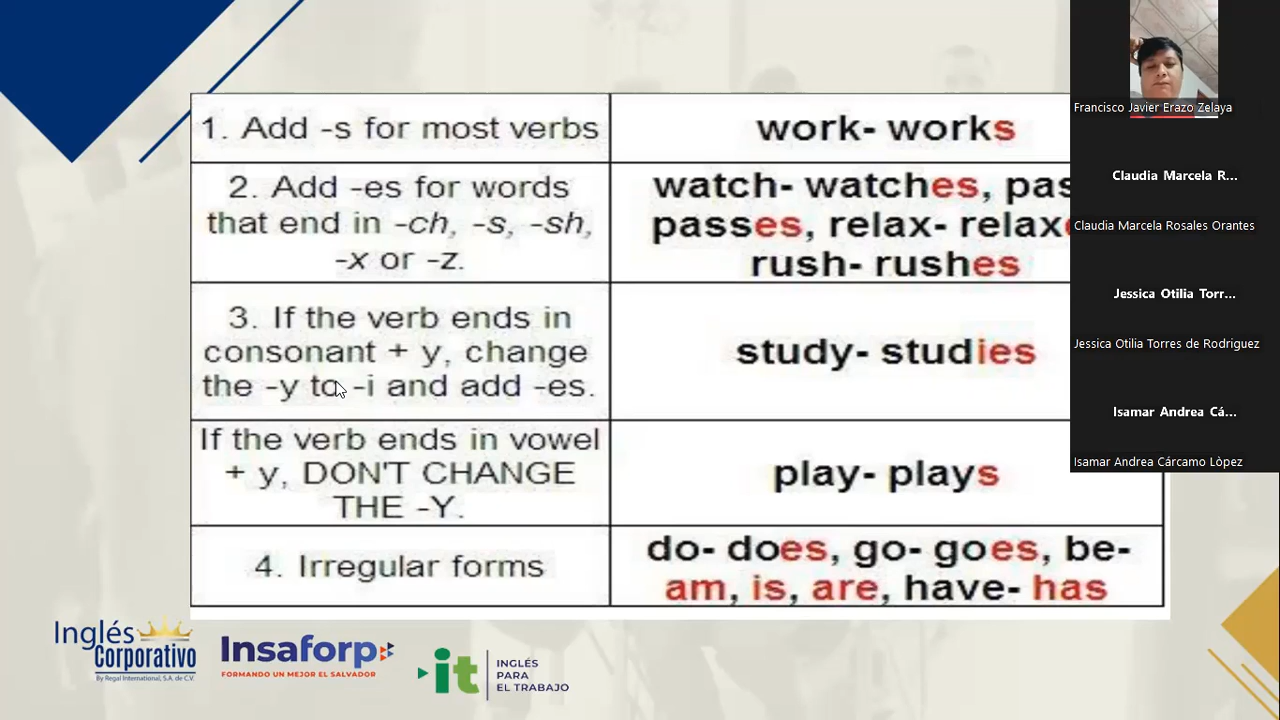 1. Add -s for most verbs
work- works
2. Add -es for words
that end in -ch, -s, -sh,
-x or -z.
watch- watches, pas
passes, relax- relax
rush- rushes
3. If the verb ends in
consonant + y, change
the -y to -i and add -es.
study- studies
If the verb ends in vowel
+ y, DON'T CHANGE
THE -Y.
play- plays
4. Irregular forms
do- does, go- goes, be-
am, is, are, have- has
Francisco Javier Erazo Zelaya
Claudia Marcela R...
Claudia Marcela Rosales Orantes
Jessica Otilia Torr...
Jessica Otilia Torres de Rodriguez
Isamar Andrea Cá...
Isamar Andrea Cárcamo Lòpez
Inglés
Corporativo
By Regal International, S.A. de C.V.
Insaforp
FORMANDO UN MEJOR EL SALVADOR
it
INGLÉS
PARA
EL TRABAJO